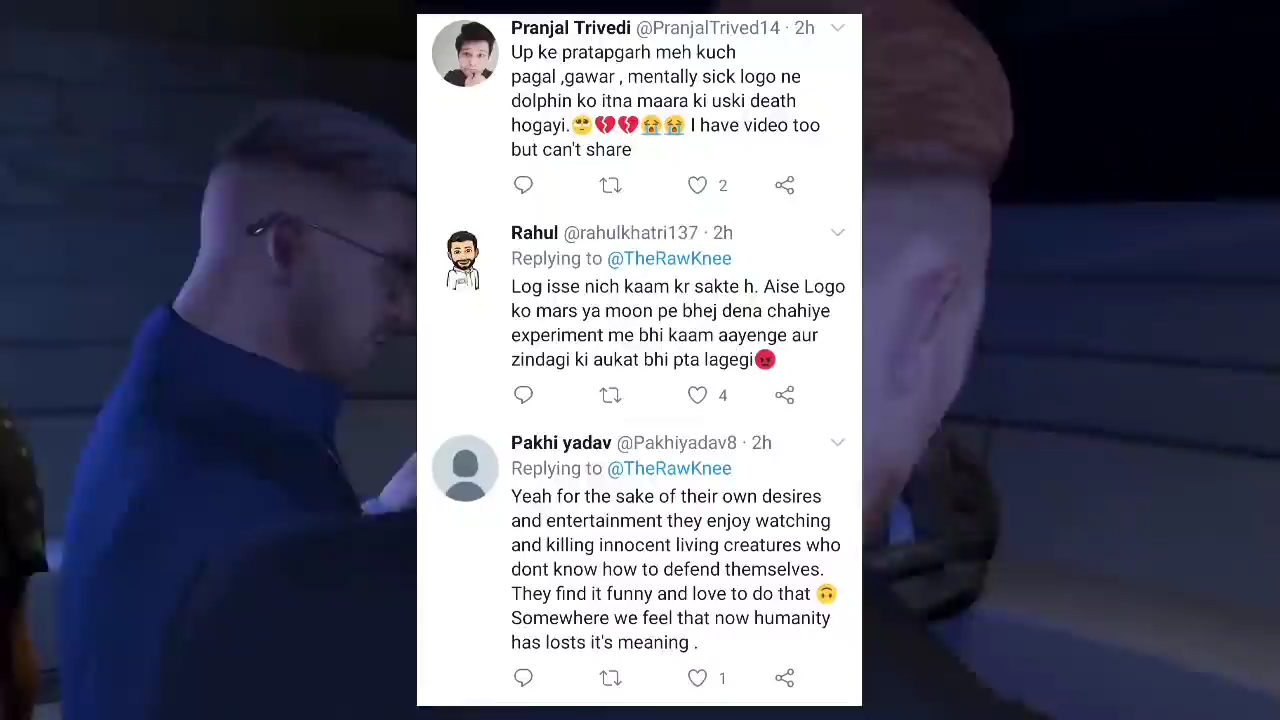 Pranjal Trivedi @PranjalTrived14 · 2h
Up ke pratapgarh meh kuch
pagal ,gawar , mentally sick logo ne
dolphin ko itna maara ki uski death
hogayi.🥺💔💔😭😭 I have video too
but can't share
2
Rahul @rahulkhatri137 · 2h
Replying to @TheRawKnee
Log isse nich kaam kr sakte h. Aise Logo
ko mars ya moon pe bhej dena chahiye
experiment me bhi kaam aayenge aur
zindagi ki aukat bhi pta lagegi😡
4
Pakhi yadav @Pakhiyadav8 · 2h
Replying to @TheRawKnee
Yeah for the sake of their own desires
and entertainment they enjoy watching
and killing innocent living creatures who
dont know how to defend themselves.
They find it funny and love to do that 🙃
Somewhere we feel that now humanity
has losts it's meaning .
1